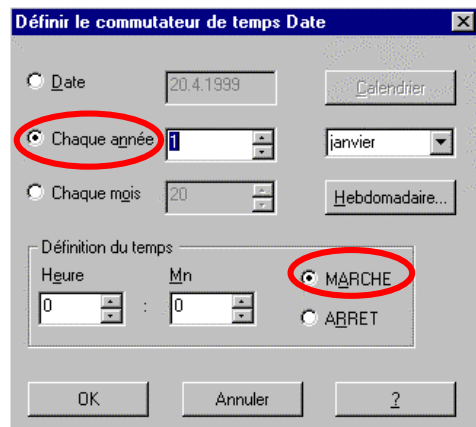 Définir le commutateur de temps Date
Date 20.4.1999 Calendrier
Chaque année 1 janvier
Chaque mois 20 Hebdomadaire...
Définition du temps
Heure Mn MARCHE
0 : 0
ARRET
OK Annuler ?